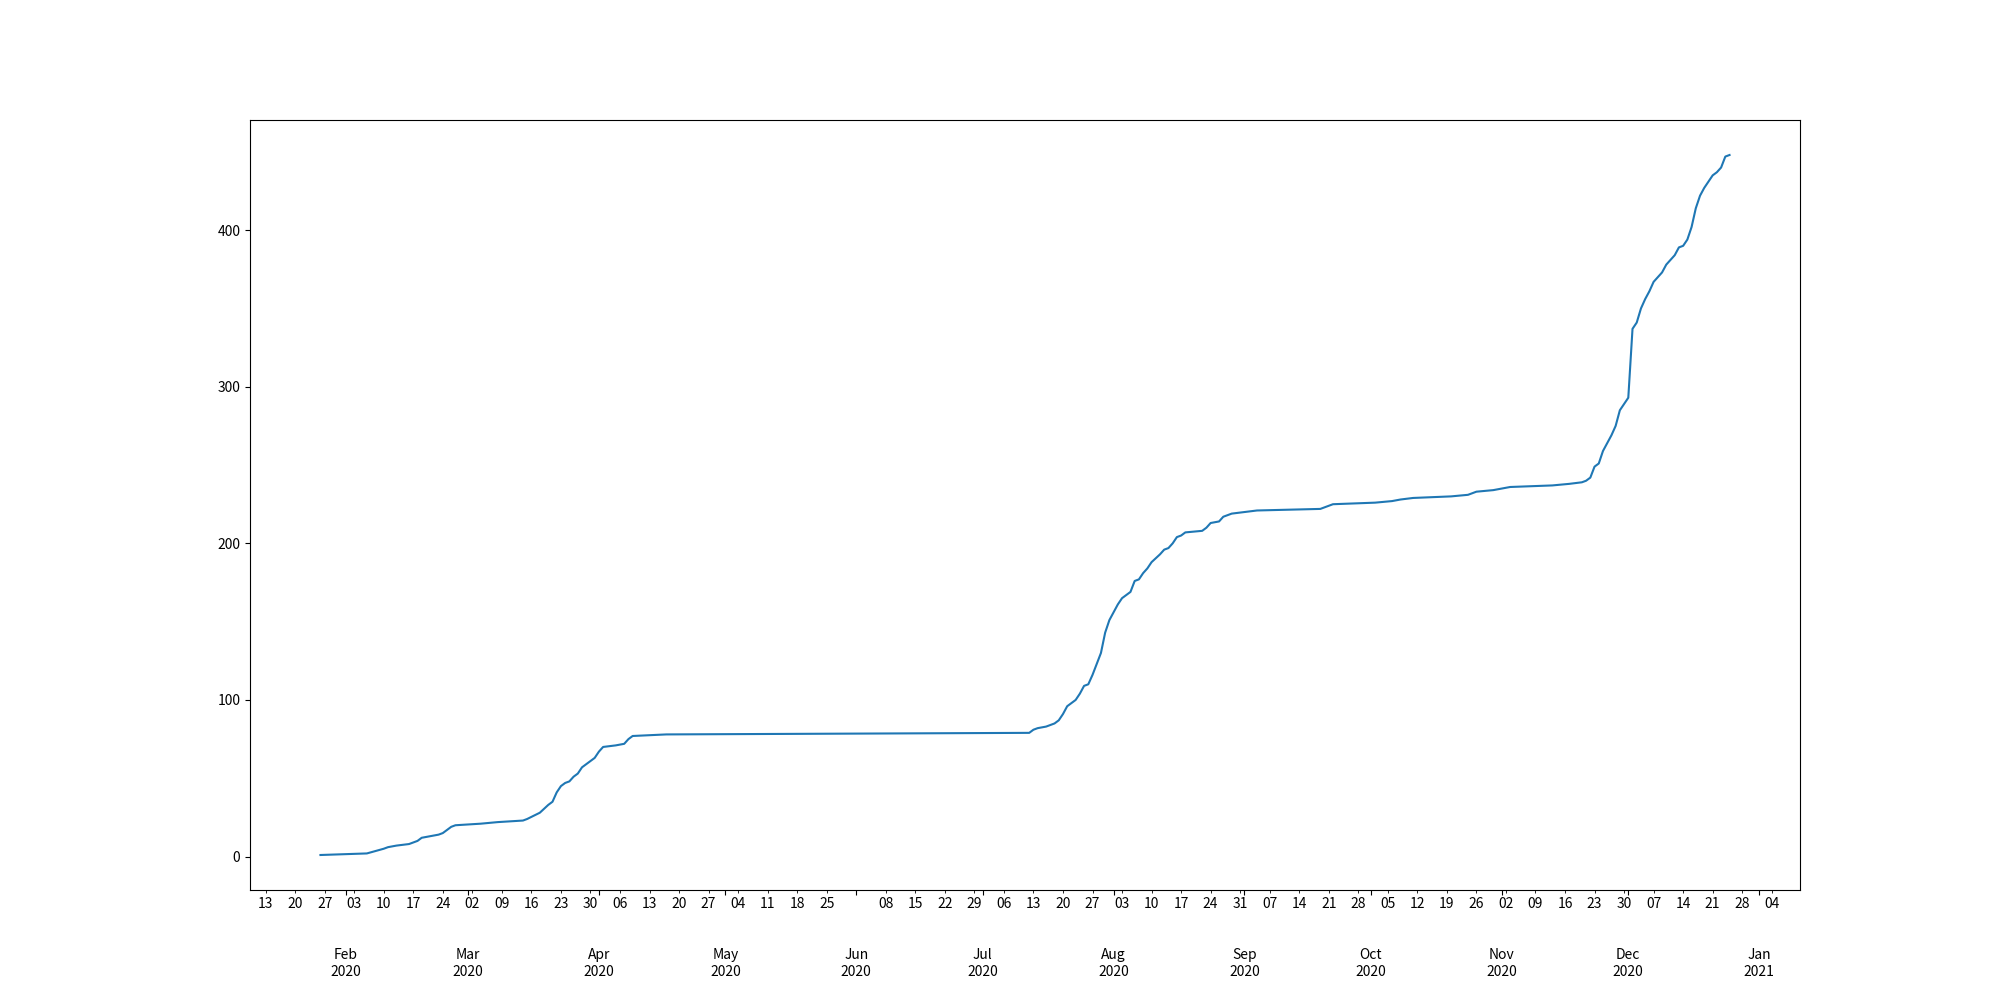 400
300
200
100
0
13 20 27 03 10 17 24 02 09 16 23 30 06 13 20 27 04 11 18 25 08 15 22 29 06 13 20 27 03 10 17 24 31 07 14 21 28 05 12 19 26 02 09 16 23 30 07 14 21 28 04
Feb Mar Apr May Jun Jul Aug Sep Oct Nov Dec Jan
2020 2020 2020 2020 2020 2020 2020 2020 2020 2020 2020 2021